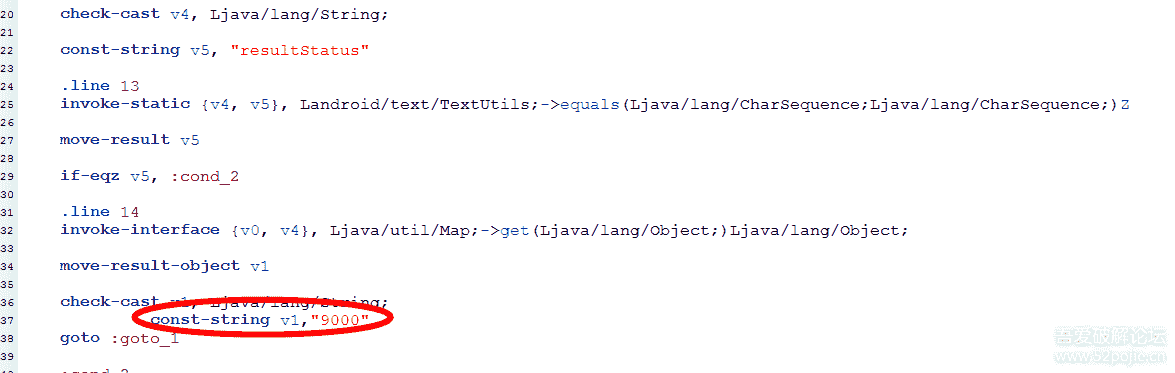 20 check-cast v4, Ljava/lang/String;
21
22 const-string v5, "resultStatus"
23
24 .line 13
25 invoke-static {v4, v5}, Landroid/text/TextUtils;->equals(Ljava/lang/CharSequence;Ljava/lang/CharSequence;)Z
26
27 move-result v5
28
29 if-eqz v5, :cond_2
30
31 .line 14
32 invoke-interface {v0, v4}, Ljava/util/Map;->get(Ljava/lang/Object;)Ljava/lang/Object;
33
34 move-result-object v1
35
36 check-cast v1, Ljava/lang/String;
37 const-string v1,"9000"
38 goto :goto_1
39
吾爱破解论坛
www.52pojie.cn